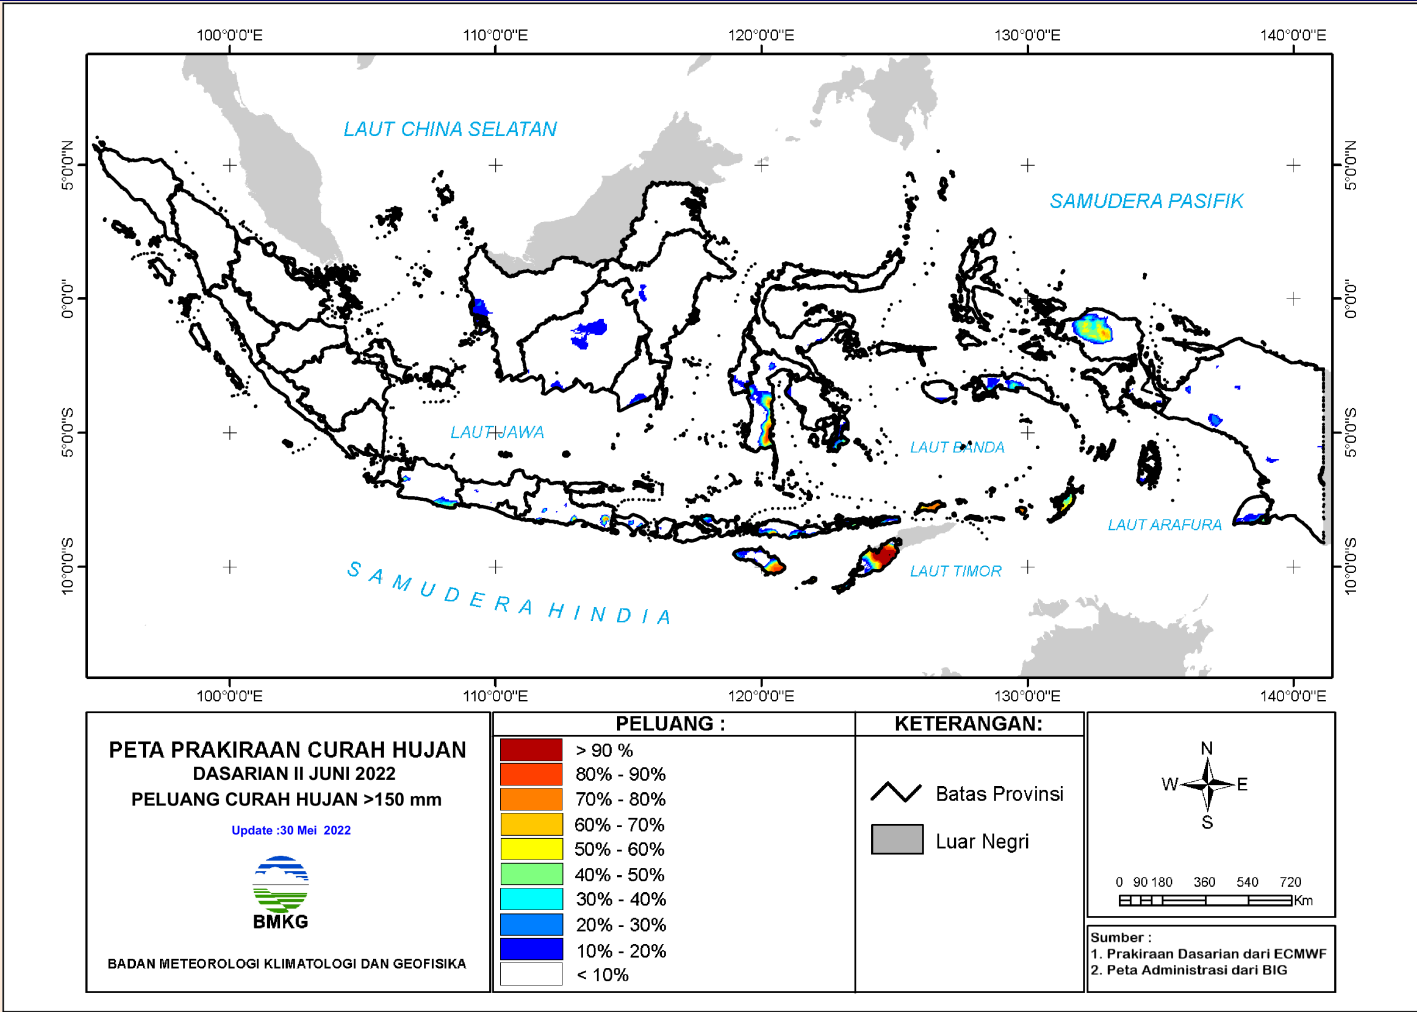 100°0'0"E 110°0'0"E 120°0'0"E 130°0'0"E 140°0'0"E
5°0'0"N 5°0'0"N
0°0'0" 0°0'0"
5°0'0"S 5°0'0"S
10°0'0"S 10°0'0"S
LAUT CHINA SELATAN
SAMUDERA PASIFIK
LAUT JAWA
LAUT BANDA
LAUT ARAFURA
LAUT TIMOR
SAMUDERA HINDIA
100°0'0"E 110°0'0"E 120°0'0"E 130°0'0"E 140°0'0"E
PETA PRAKIRAAN CURAH HUJAN
DASARIAN II JUNI 2022
PELUANG CURAH HUJAN >150 mm
Update :30 Mei 2022
BMKG
BADAN METEOROLOGI KLIMATOLOGI DAN GEOFISIKA
PELUANG :
> 90 %
80% - 90%
70% - 80%
60% - 70%
50% - 60%
40% - 50%
30% - 40%
20% - 30%
10% - 20%
< 10%
KETERANGAN:
Batas Provinsi
Luar Negri
N
W E
S
0 90 180 360 540 720
Km
Sumber :
1. Prakiraan Dasarian dari ECMWF
2. Peta Administrasi dari BIG